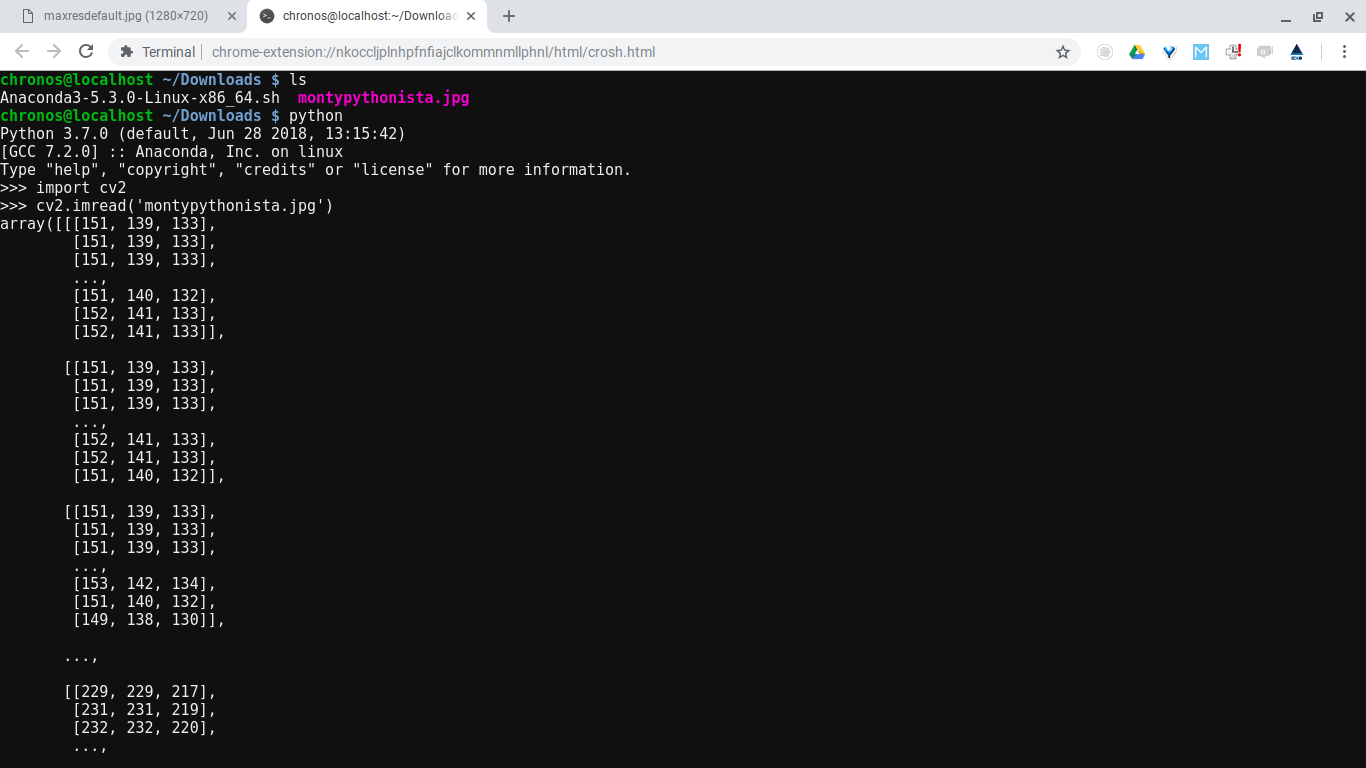 maxresdefault.jpg (1280×720)
chronos@localhost:~/Downloa
Terminal
chrome-extension://nkoccljplnhpfnfiajclkommnmllphnl/html/crosh.html
chronos@localhost ~/Downloads $ ls
Anaconda3-5.3.0-Linux-x86_64.sh  montypythonista.jpg
chronos@localhost ~/Downloads $ python
Python 3.7.0 (default, Jun 28 2018, 13:15:42)
[GCC 7.2.0] :: Anaconda, Inc. on linux
Type "help", "copyright", "credits" or "license" for more information.
>>> import cv2
>>> cv2.imread('montypythonista.jpg')
array([[[151, 139, 133],
        [151, 139, 133],
        [151, 139, 133],
        ...,
        [151, 140, 132],
        [152, 141, 133],
        [152, 141, 133]],

       [[151, 139, 133],
        [151, 139, 133],
        [151, 139, 133],
        ...,
        [152, 141, 133],
        [152, 141, 133],
        [151, 140, 132]],

       [[151, 139, 133],
        [151, 139, 133],
        [151, 139, 133],
        ...,
        [153, 142, 134],
        [151, 140, 132],
        [149, 138, 130]],

       ...,

       [[229, 229, 217],
        [231, 231, 219],
        [232, 232, 220],
        ...,